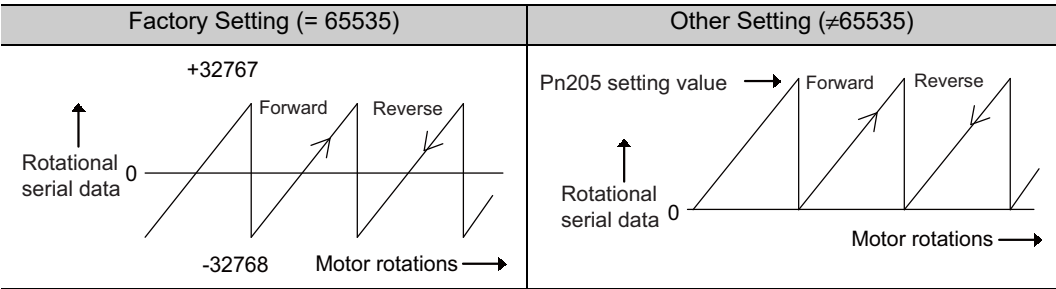 Factory Setting (= 65535)
+32767
Forward
Reverse
Rotational
serial data
0
-32768
Motor rotations
Other Setting (≠65535)
Pn205 setting value
Forward
Reverse
Rotational
serial data
0
Motor rotations